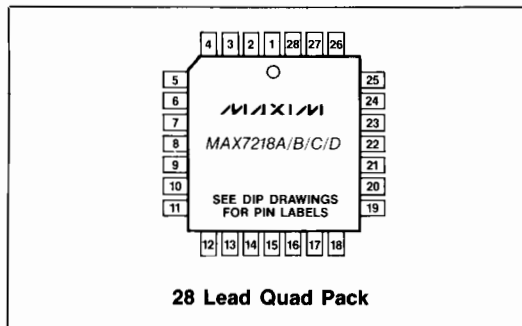 4 3 2 1 28 27 26
5 25
6 24
MAXIM
7 23
MAX7218A/B/C/D
8 22
9 21
10 20
SEE DIP DRAWINGS
11 19
FOR PIN LABELS
12 13 14 15 16 17 18
28 Lead Quad Pack